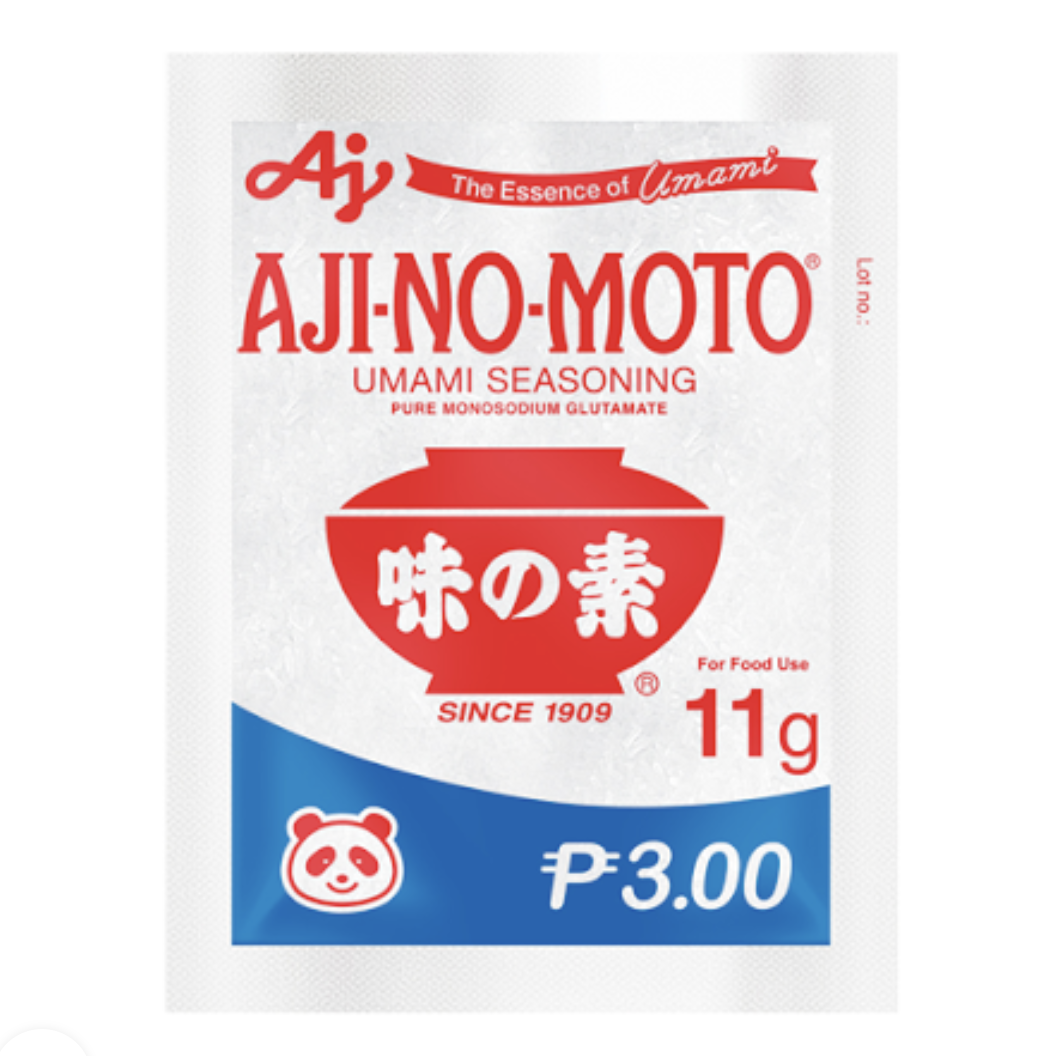 Aj The Essence of Umami
AJI-NO-MOTO®
UMAMI SEASONING
PURE MONOSODIUM GLUTAMATE
味の素
®
SINCE 1909
For Food Use
11g
₱3.00
Lot no.: